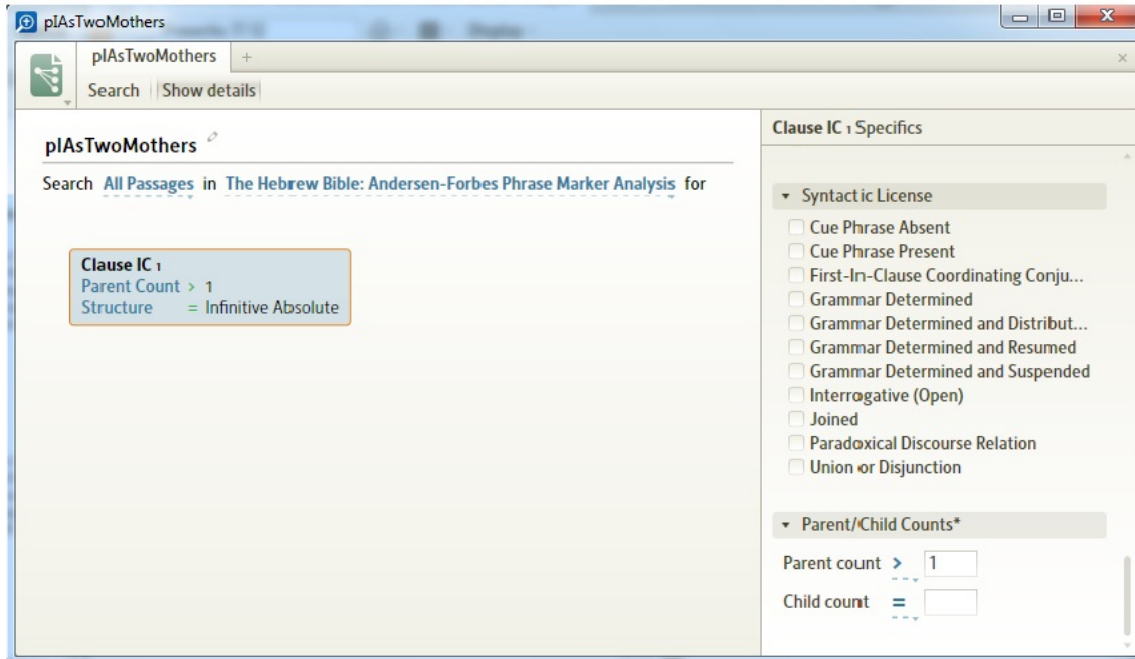 pIAsTwoMothers
pIAsTwoMothers +
Search Show details
pIAsTwoMothers
Search All Passages in The Hebrew Bible: Andersen-Forbes Phrase Marker Analysis for
Clause IC 1
Parent Count > 1
Structure = Infinitive Absolute
Clause IC 1 Specifics
Syntactic License
Cue Phrase Absent
Cue Phrase Present
First-In-Clause Coordinating Conju...
Grammar Determined
Grammar Determined and Distribut...
Grammar Determined and Resumed
Grammar Determined and Suspended
Interrogative (Open)
Joined
Paradoxical Discourse Relation
Union or Disjunction
Parent/Child Counts*
Parent count > 1
Child count =